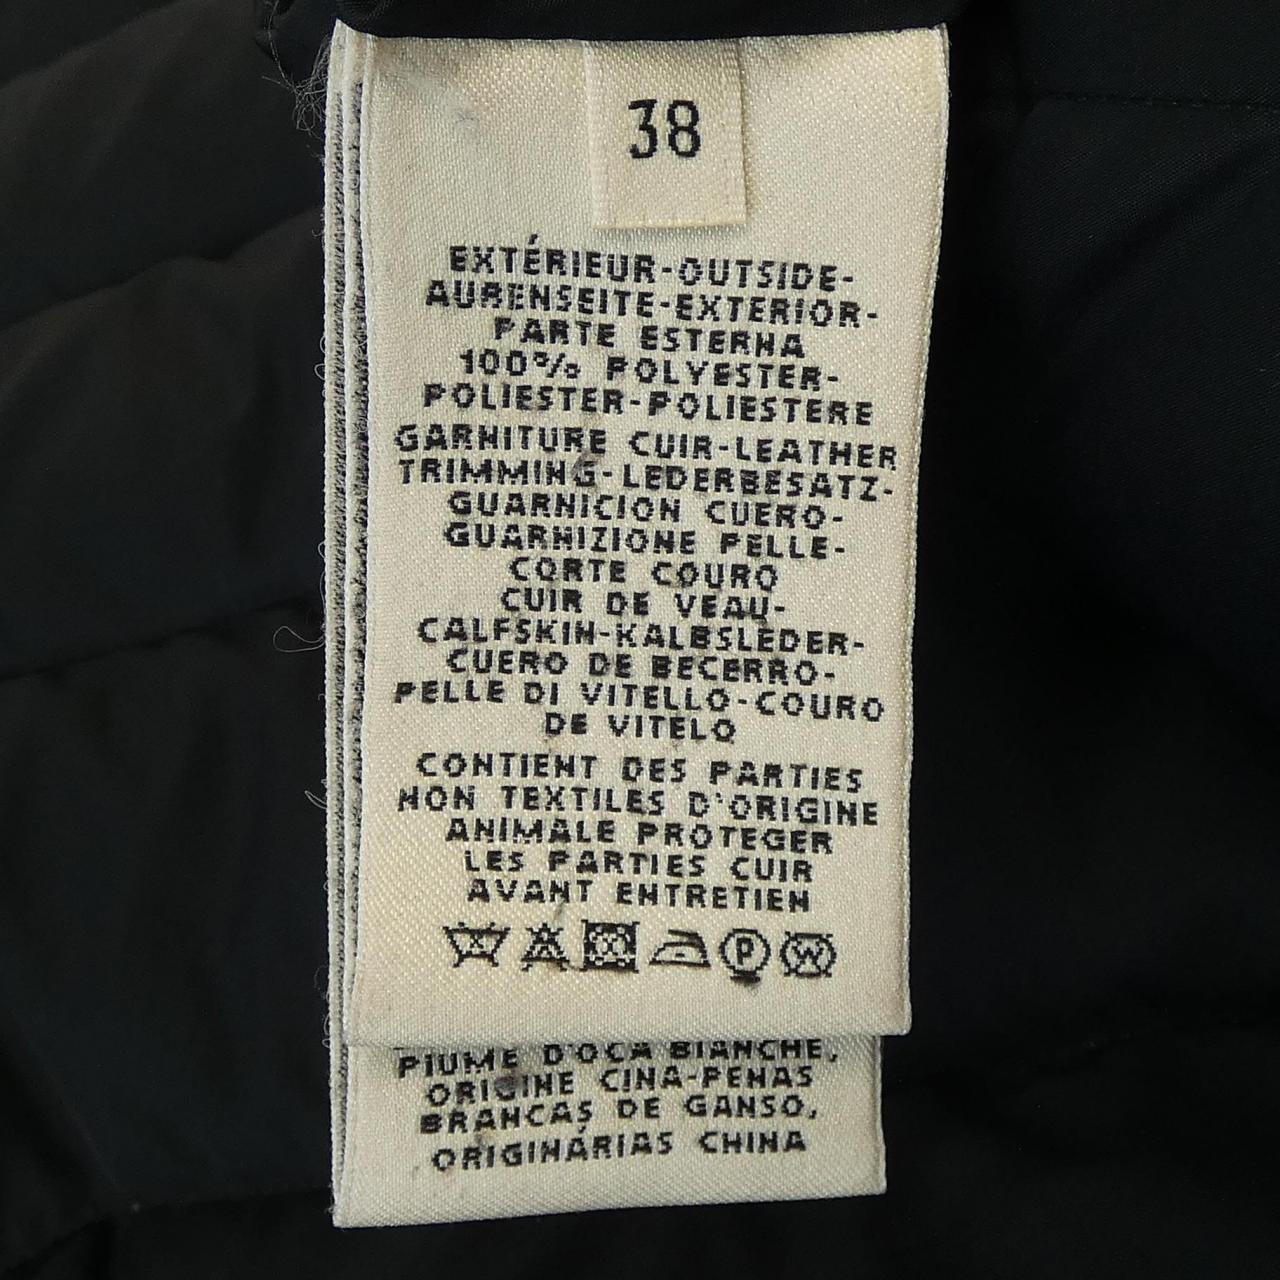 38
EXTÉRIEUR-OUTSIDE-
AUßENSEITE-EXTERIOR-
PARTE ESTERNA
100% POLYESTER-
POLIESTER-POLIESTERE
GARNITURE CUIR-LEATHER
TRIMMING-LEDERBESATZ-
GUARNICION CUERO-
GUARNIZIONE PELLE-
CORTE COURO
CUIR DE VEAU-
CALFSKIN-KALBSLEDER-
CUERO DE BECERRO-
PELLE DI VITELLO-COURO
DE VITELO
CONTIENT DES PARTIES
NON TEXTILES D'ORIGINE
ANIMALE PROTEGER
LES PARTIES CUIR
AVANT ENTRETIEN
P W
PIUME D'OCA BIANCHE,
ORIGINE CINA-PENAS
BRANCAS DE GANSO,
ORIGINÁRIAS CHINA